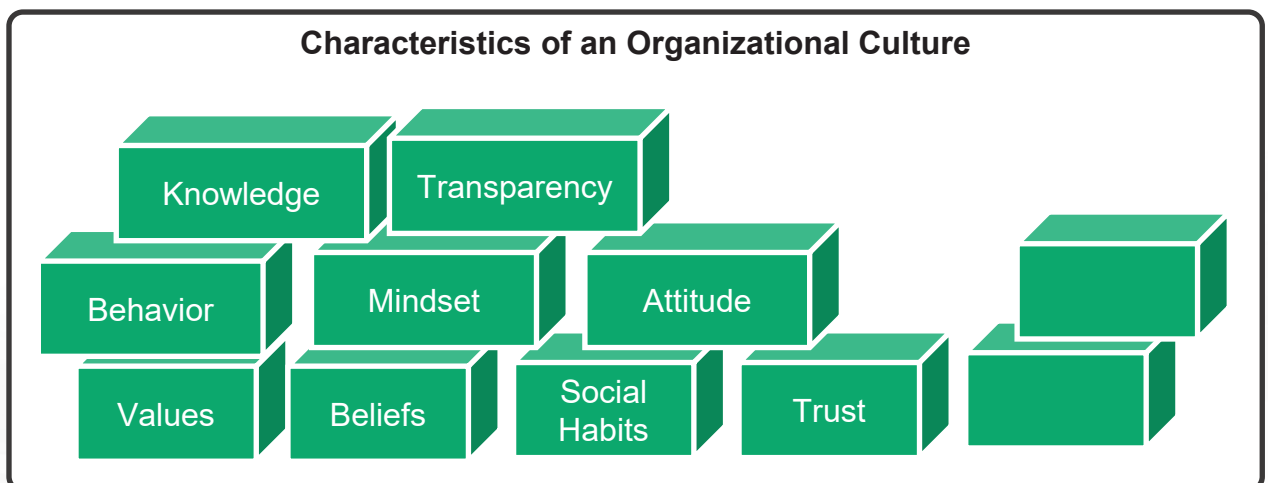 Characteristics of an Organizational Culture
Knowledge
Transparency
Behavior
Mindset
Attitude
Values
Beliefs
Social
Habits
Trust